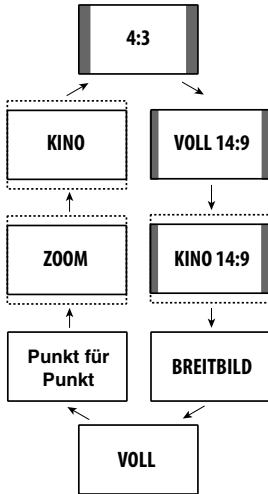 4:3
KINO
VOLL 14:9
ZOOM
KINO 14:9
Punkt für
Punkt
BREITBILD
VOLL